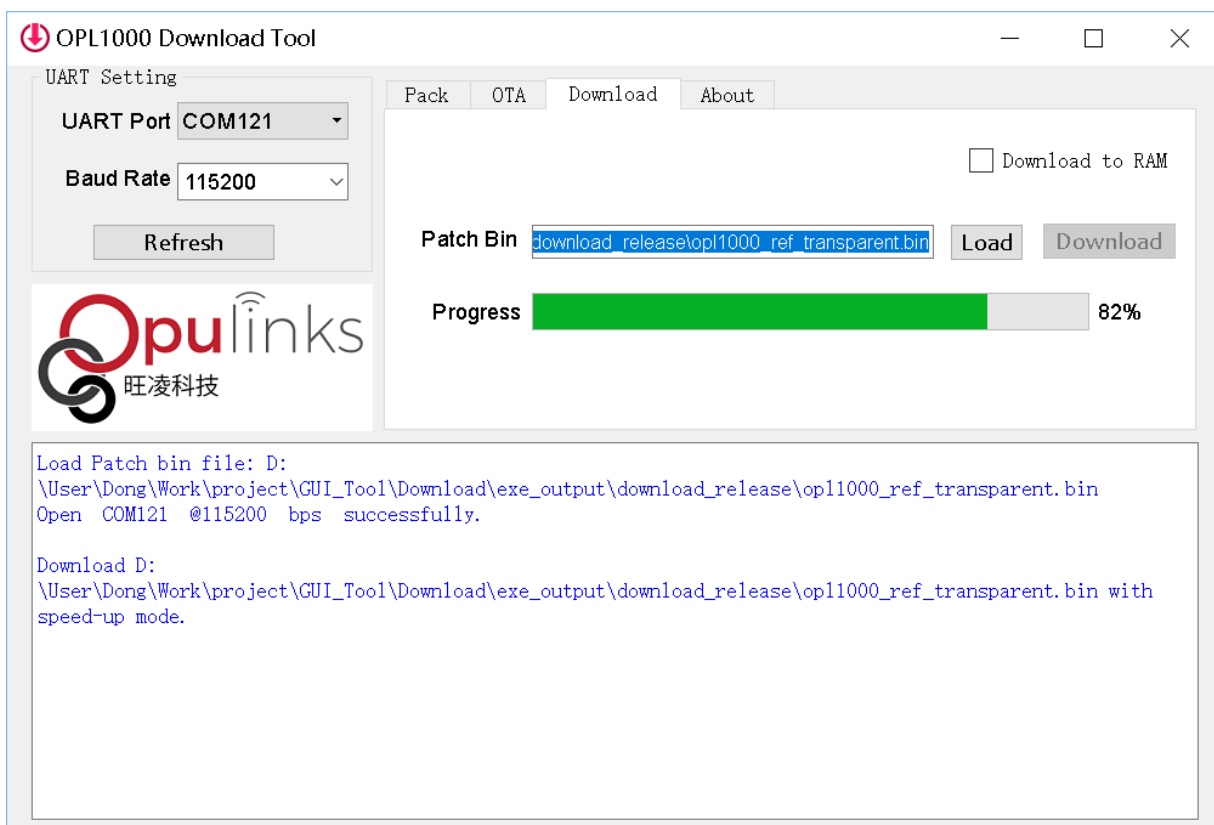 OPL1000 Download Tool
UART Setting
UART Port COM121
Baud Rate 115200
Refresh
Opulinks
旺凌科技
Pack OTA Download About
Download to RAM
Patch Bin download_release\opl1000_ref_transparent.bin Load Download
Progress 82%
Load Patch bin file: D:
\User\Dong\Work\project\GUI_Tool\Download\exe_output\download_release\opl1000_ref_transparent.bin
Open COM121 @115200 bps successfully.
Download D:
\User\Dong\Work\project\GUI_Tool\Download\exe_output\download_release\opl1000_ref_transparent.bin with
speed-up mode.